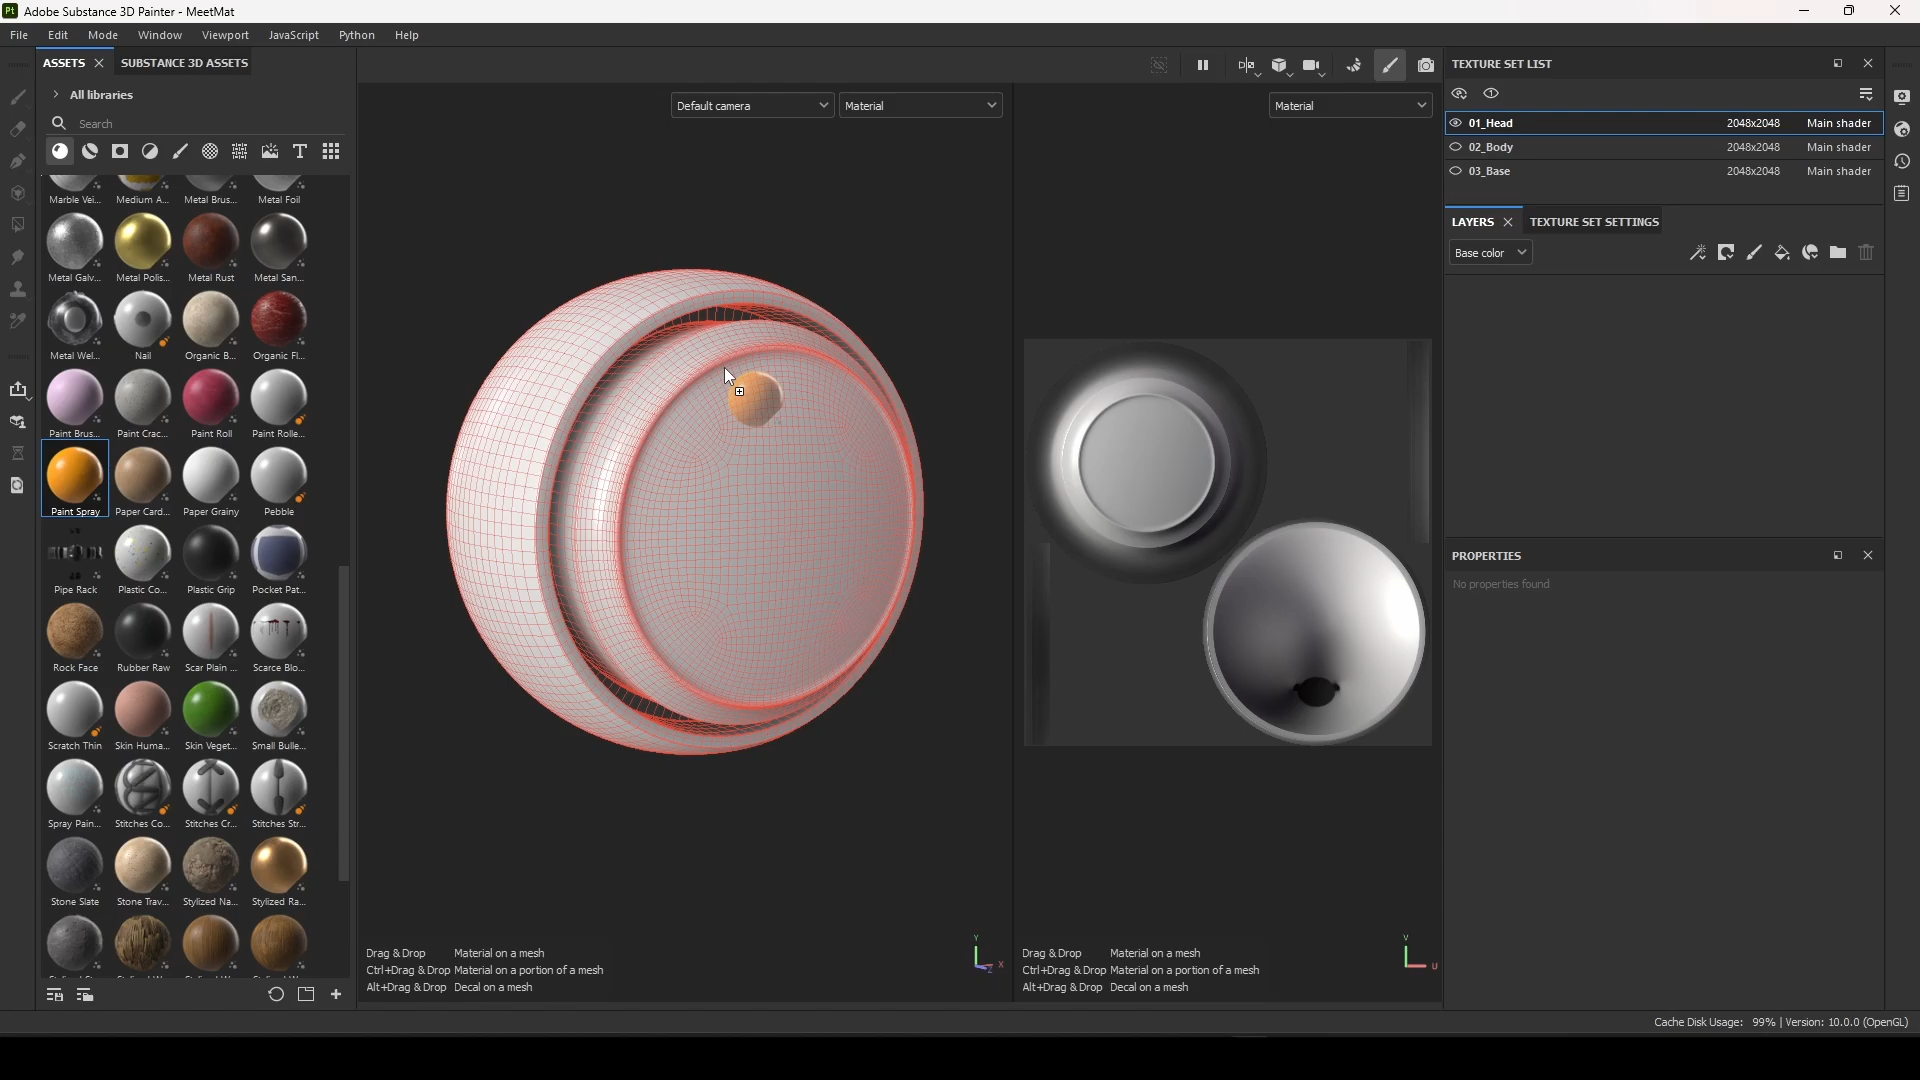 Pt Adobe Substance 3D Painter - MeetMat
File Edit Mode Window Viewport JavaScript Python Help
ASSETS SUBSTANCE 3D ASSETS
All libraries
Search
Marble Vei... Medium A... Metal Brus... Metal Foil
Metal Galv... Metal Polis... Metal Rust Metal San...
Metal Wel... Nail Organic B... Organic Fl...
Paint Brus... Paint Crac... Paint Roll Paint Rolle...
Paint Spray Paper Card... Paper Grainy Pebble
Pipe Rack Plastic Co... Plastic Grip Pocket Pat...
Rock Face Rubber Raw Scar Plain ... Scarce Blo...
Scratch Thin Skin Huma... Skin Veget... Small Bulle...
Spray Pain... Stitches Co... Stitches Cr... Stitches Str...
Stone Slate Stone Trav... Stylized Na... Stylized Ra...
Default camera Material
Drag & Drop Material on a mesh
Ctrl+Drag & Drop Material on a portion of a mesh
Alt+Drag & Drop Decal on a mesh
Y
X
Z
Material
Drag & Drop Material on a mesh
Ctrl+Drag & Drop Material on a portion of a mesh
Alt+Drag & Drop Decal on a mesh
V
U
TEXTURE SET LIST
01_Head 2048x2048 Main shader
02_Body 2048x2048 Main shader
03_Base 2048x2048 Main shader
LAYERS TEXTURE SET SETTINGS
Base color
PROPERTIES
No properties found
Cache Disk Usage: 99% | Version: 10.0.0 (OpenGL)